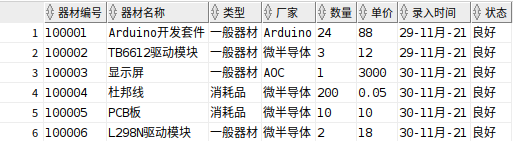 器材编号 器材名称 类型 厂家 数量 单价 录入时间 状态
1 100001 Arduino开发套件 一般器材 Arduino 24 88 29-11月-21 良好
2 100002 TB6612驱动模块 一般器材 微半导体 3 12 29-11月-21 良好
3 100003 显示屏 一般器材 AOC 1 3000 30-11月-21 良好
4 100004 杜邦线 消耗品 微半导体 200 0.05 30-11月-21 良好
5 100005 PCB板 消耗品 微半导体 10 10 30-11月-21 良好
6 100006 L298N驱动模块 一般器材 微半导体 2 18 30-11月-21 良好